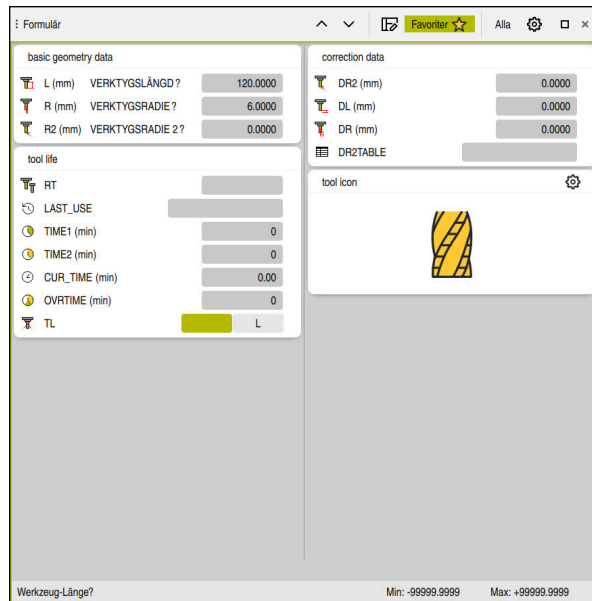 Formulär
Favoriter
Alla
basic geometry data
L (mm) VERKTYGSLÄNGD? 120.0000
R (mm) VERKTYGSRADIE? 6.0000
R2 (mm) VERKTYGSRADIE 2? 0.0000
tool life
RT
LAST_USE
TIME1 (min) 0
TIME2 (min) 0
CUR_TIME (min) 0.00
OVRTIME (min) 0
TL L
correction data
DR2 (mm) 0.0000
DL (mm) 0.0000
DR (mm) 0.0000
DR2TABLE
tool icon
Werkzeug-Länge? Min: -99999.9999 Max: +99999.9999